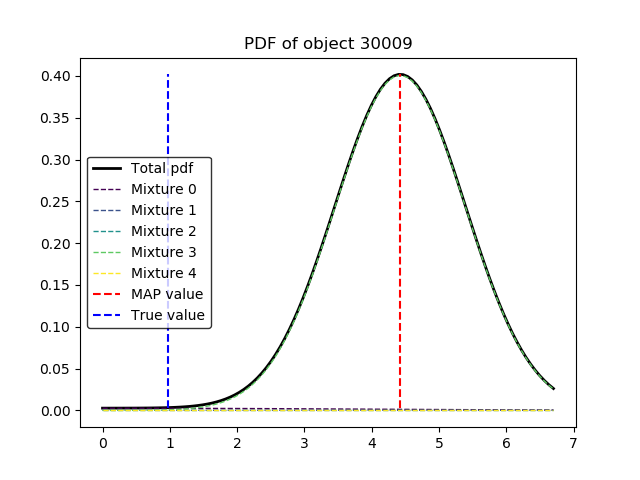 PDF of object 30009
0.40
0.35
0.30
0.25
0.20
0.15
0.10
0.05
0.00
Total pdf
Mixture 0
Mixture 1
Mixture 2
Mixture 3
Mixture 4
MAP value
True value
0 1 2 3 4 5 6 7